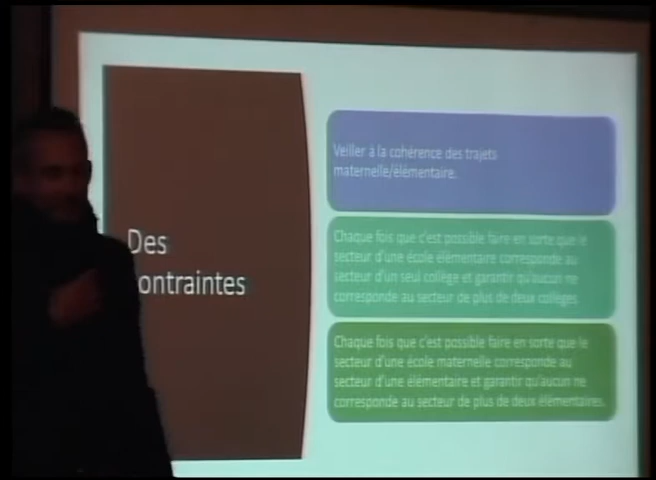 Des
ontraintes
Veiller à la cohérence des trajets
maternelle/élémentaire.
Chaque fois que c'est possible faire en sorte que le
secteur d'une école élémentaire corresponde au
secteur d'un seul collège et garantir qu'aucun ne
corresponde au secteur de plus de deux collèges
Chaque fois que c'est possible faire en sorte que le
secteur d'une école maternelle corresponde au
secteur d'une élémentaire et garantir qu'aucun ne
corresponde au secteur de plus de deux élémentaires.